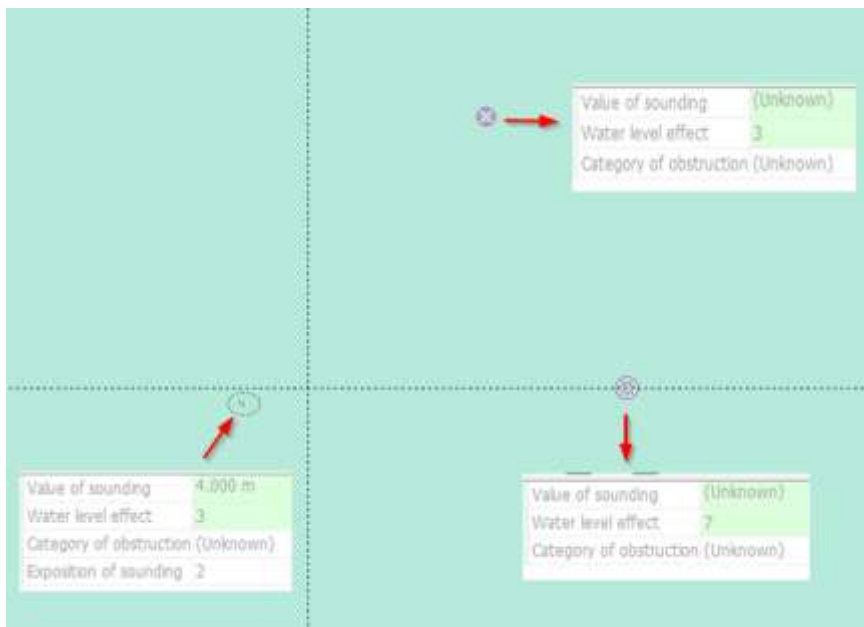 Value of sounding (Unknown)
Water level effect 3
Category of obstruction (Unknown)
Value of sounding 4.000 m
Water level effect 3
Category of obstruction (Unknown)
Exposition of sounding 2
Value of sounding (Unknown)
Water level effect 7
Category of obstruction (Unknown)